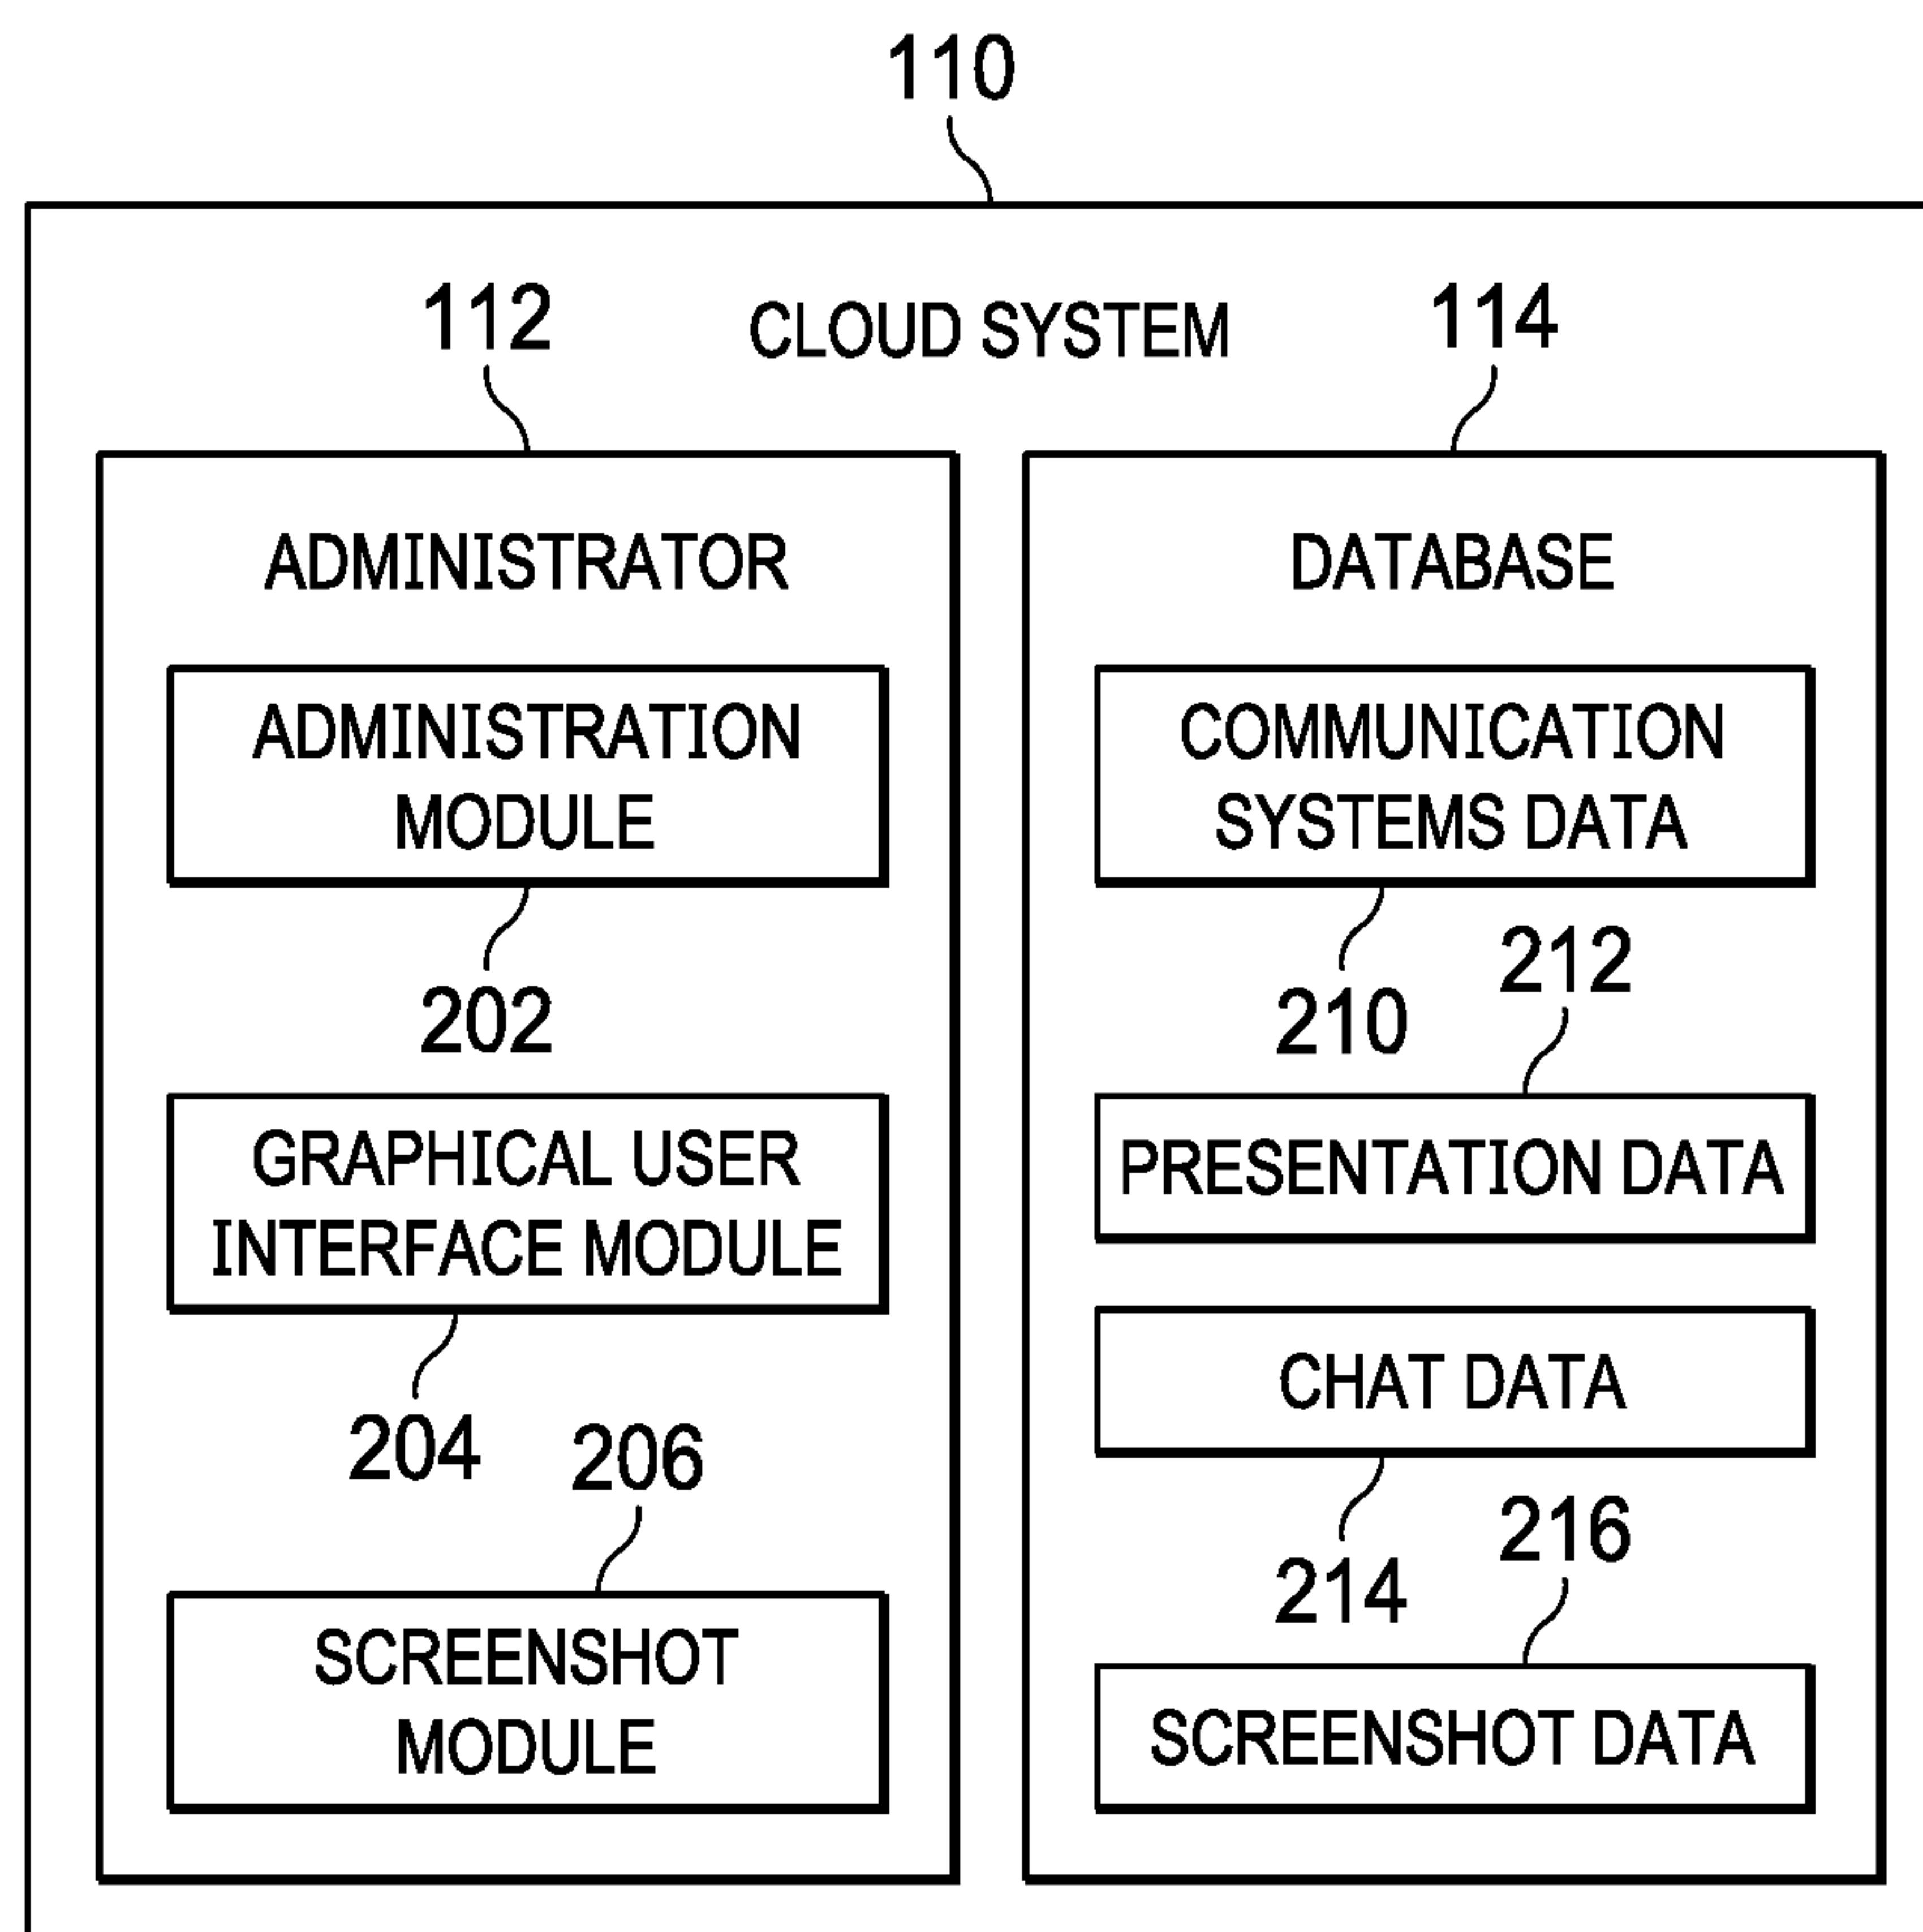 110
CLOUD SYSTEM
112
ADMINISTRATOR
ADMINISTRATION
MODULE
202
GRAPHICAL USER
INTERFACE MODULE
204
206
SCREENSHOT
MODULE
114
DATABASE
COMMUNICATION
SYSTEMS DATA
210
212
PRESENTATION DATA
CHAT DATA
214
216
SCREENSHOT DATA